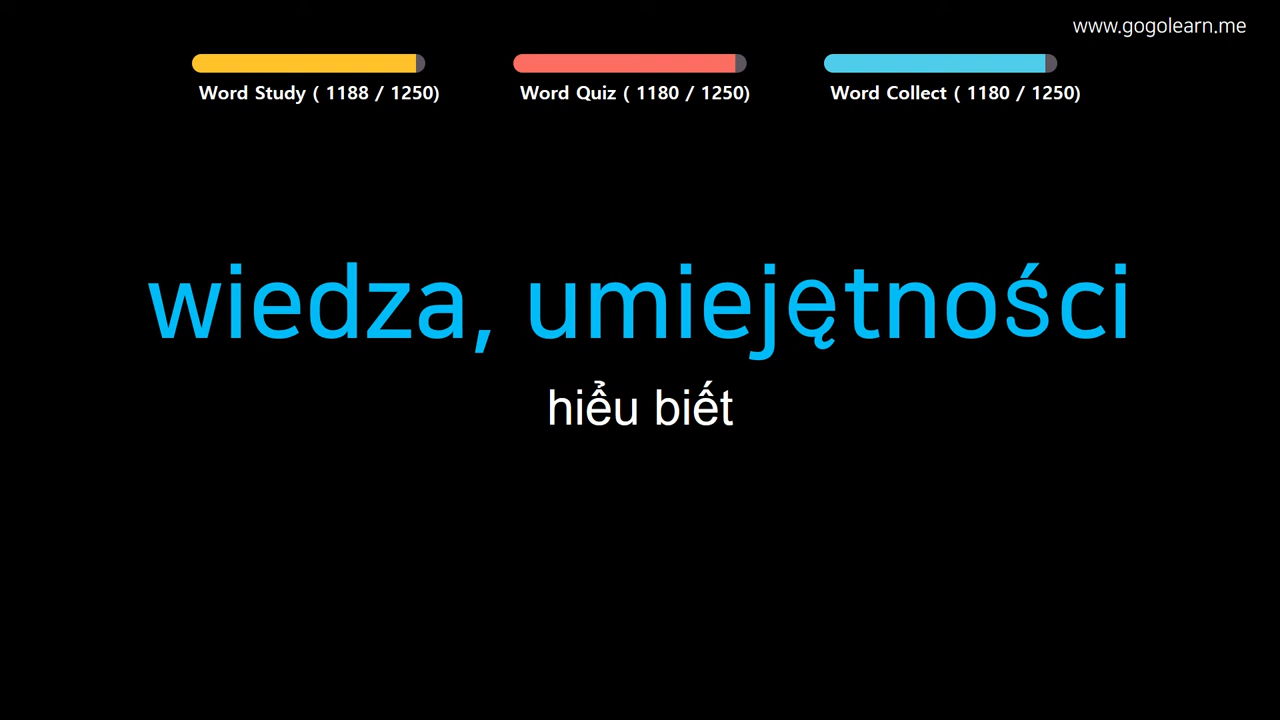 www.gogolearn.me
Word Study ( 1188 / 1250)
Word Quiz ( 1180 / 1250)
Word Collect ( 1180 / 1250)
wiedza, umiejętności
hiểu biết